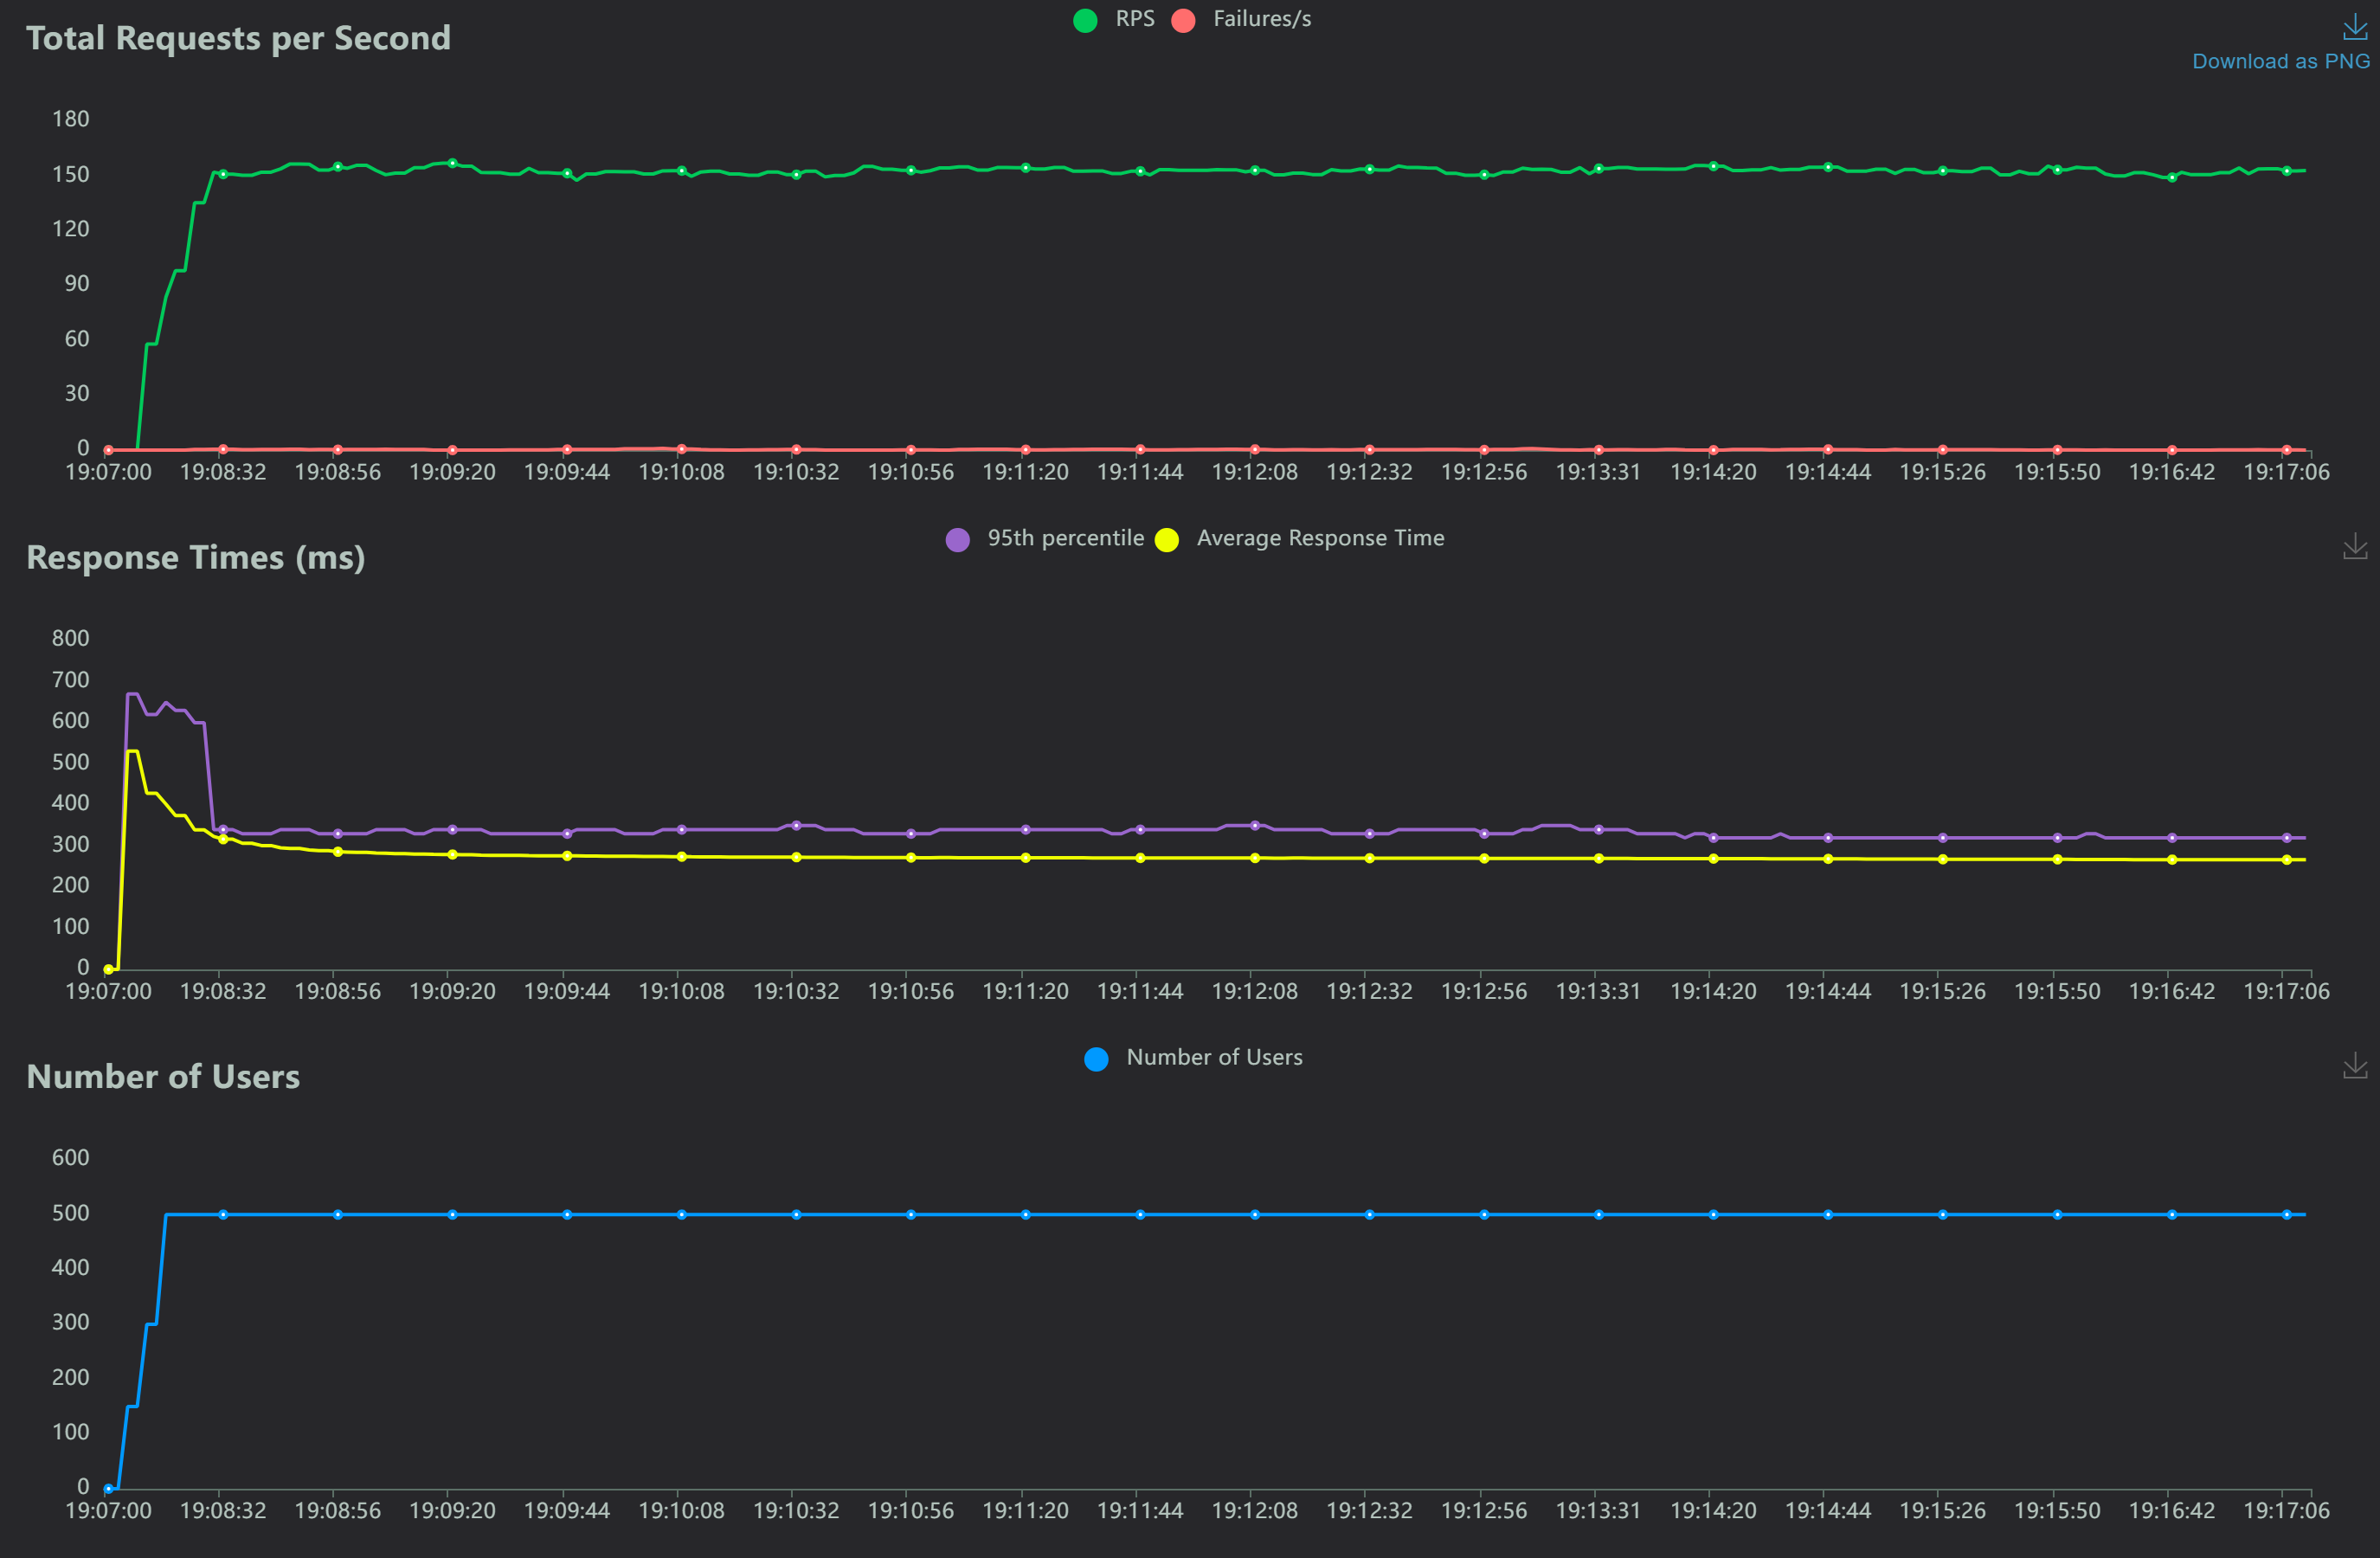 Total Requests per Second
RPS Failures/s
Download as PNG
180
150
120
90
60
30
0
19:07:00 19:08:32 19:08:56 19:09:20 19:09:44 19:10:08 19:10:32 19:10:56 19:11:20 19:11:44 19:12:08 19:12:32 19:12:56 19:13:31 19:14:20 19:14:44 19:15:26 19:15:50 19:16:42 19:17:06
Response Times (ms)
95th percentile Average Response Time
800
700
600
500
400
300
200
100
0
19:07:00 19:08:32 19:08:56 19:09:20 19:09:44 19:10:08 19:10:32 19:10:56 19:11:20 19:11:44 19:12:08 19:12:32 19:12:56 19:13:31 19:14:20 19:14:44 19:15:26 19:15:50 19:16:42 19:17:06
Number of Users
Number of Users
600
500
400
300
200
100
0
19:07:00 19:08:32 19:08:56 19:09:20 19:09:44 19:10:08 19:10:32 19:10:56 19:11:20 19:11:44 19:12:08 19:12:32 19:12:56 19:13:31 19:14:20 19:14:44 19:15:26 19:15:50 19:16:42 19:17:06